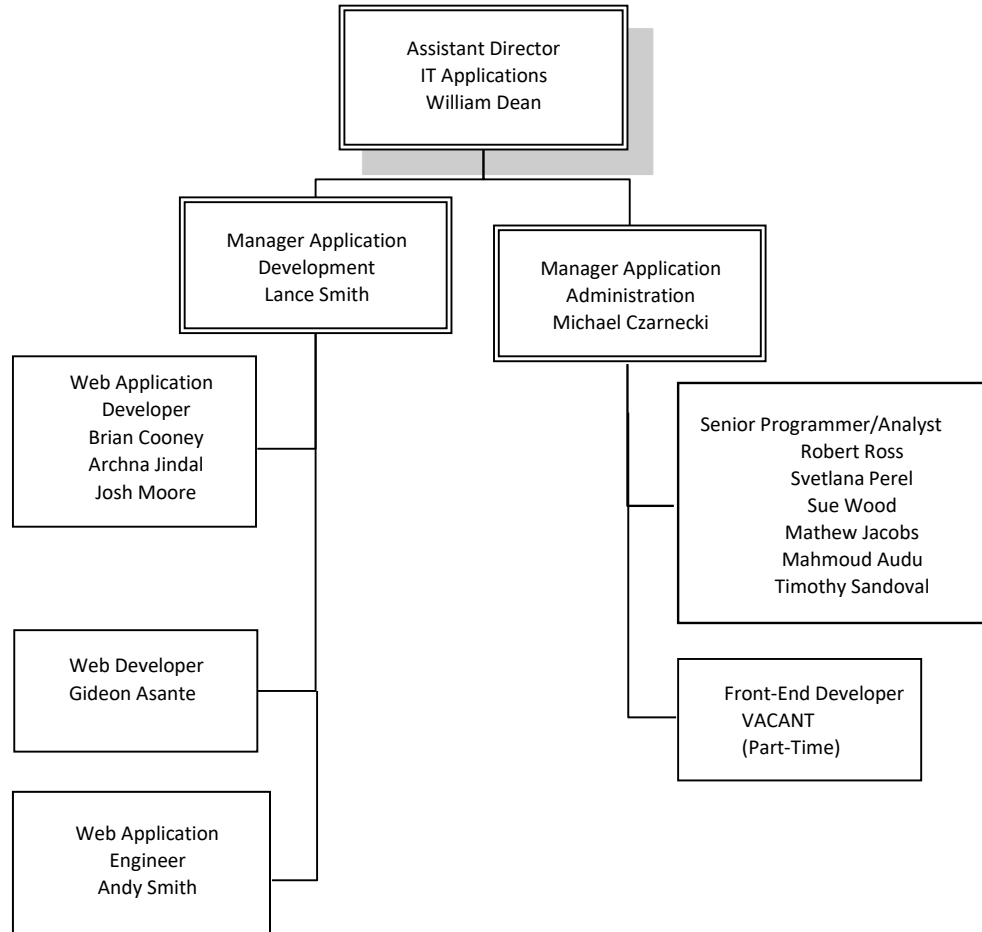 Assistant Director
IT Applications
William Dean
Manager Application
Development
Lance Smith
Manager Application
Administration
Michael Czarnecki
Web Application
Developer
Brian Cooney
Archna Jindal
Josh Moore
Senior Programmer/Analyst
Robert Ross
Svetlana Perel
Sue Wood
Mathew Jacobs
Mahmoud Audu
Timothy Sandoval
Web Developer
Gideon Asante
Front-End Developer
VACANT
(Part-Time)
Web Application
Engineer
Andy Smith